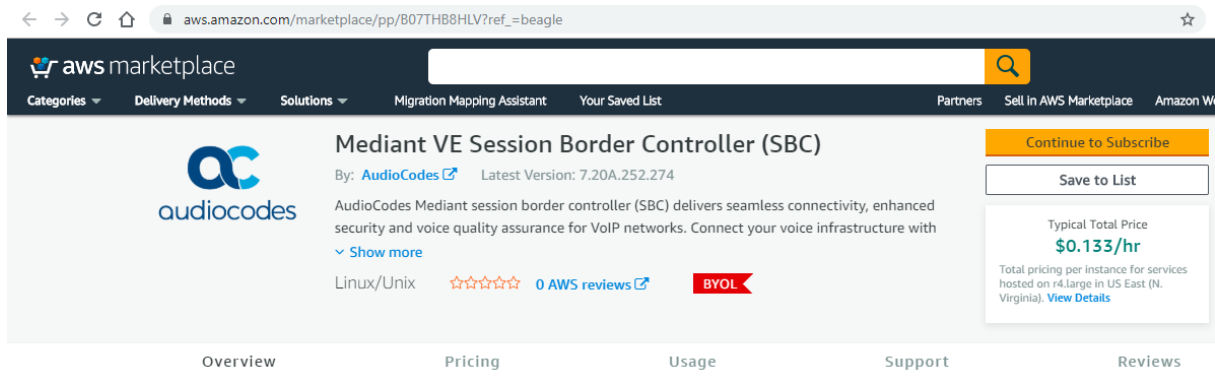 aws.amazon.com/marketplace/pp/B07THB8HLV?ref_=beagle
aws marketplace
Categories Delivery Methods Solutions Migration Mapping Assistant Your Saved List Partners Sell in AWS Marketplace Amazon W
audiocodes
Mediant VE Session Border Controller (SBC)
By: AudioCodes Latest Version: 7.20A.252.274
AudioCodes Mediant session border controller (SBC) delivers seamless connectivity, enhanced
security and voice quality assurance for VoIP networks. Connect your voice infrastructure with
Show more
Linux/Unix 0 AWS reviews BYOL
Continue to Subscribe
Save to List
Typical Total Price
$0.133/hr
Total pricing per instance for services
hosted on r4.large in US East (N.
Virginia). View Details
Overview Pricing Usage Support Reviews